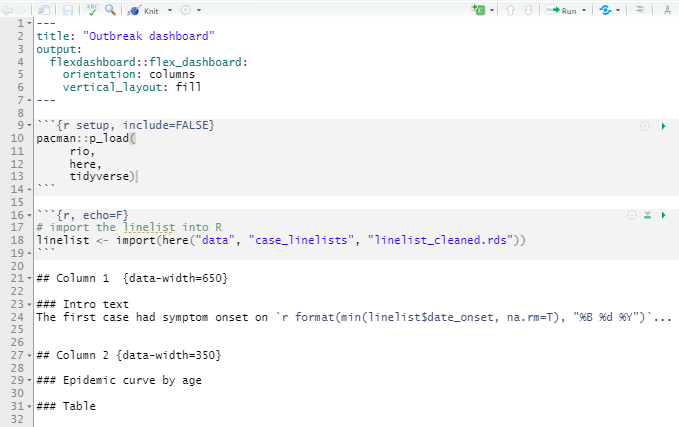 ABC Knit Run
1 ---
2 title: "Outbreak dashboard"
3 output:
4   flexdashboard::flex_dashboard:
5     orientation: columns
6     vertical_layout: fill
7 ---
8
9 ```{r setup, include=FALSE}
10 pacman::p_load(
11      rio,
12      here,
13      tidyverse)
14 ```
15
16 ```{r, echo=F}
17 # import the linelist into R
18 linelist <- import(here("data", "case_linelists", "linelist_cleaned.rds"))
19 ```
20
21 ## Column 1  {data-width=650}
22
23 ### Intro text
24 The first case had symptom onset on `r format(min(linelist$date_onset, na.rm=T), "%B %d %Y")`...
25
26
27 ## Column 2 {data-width=350}
28
29 ### Epidemic curve by age
30
31 ### Table
32